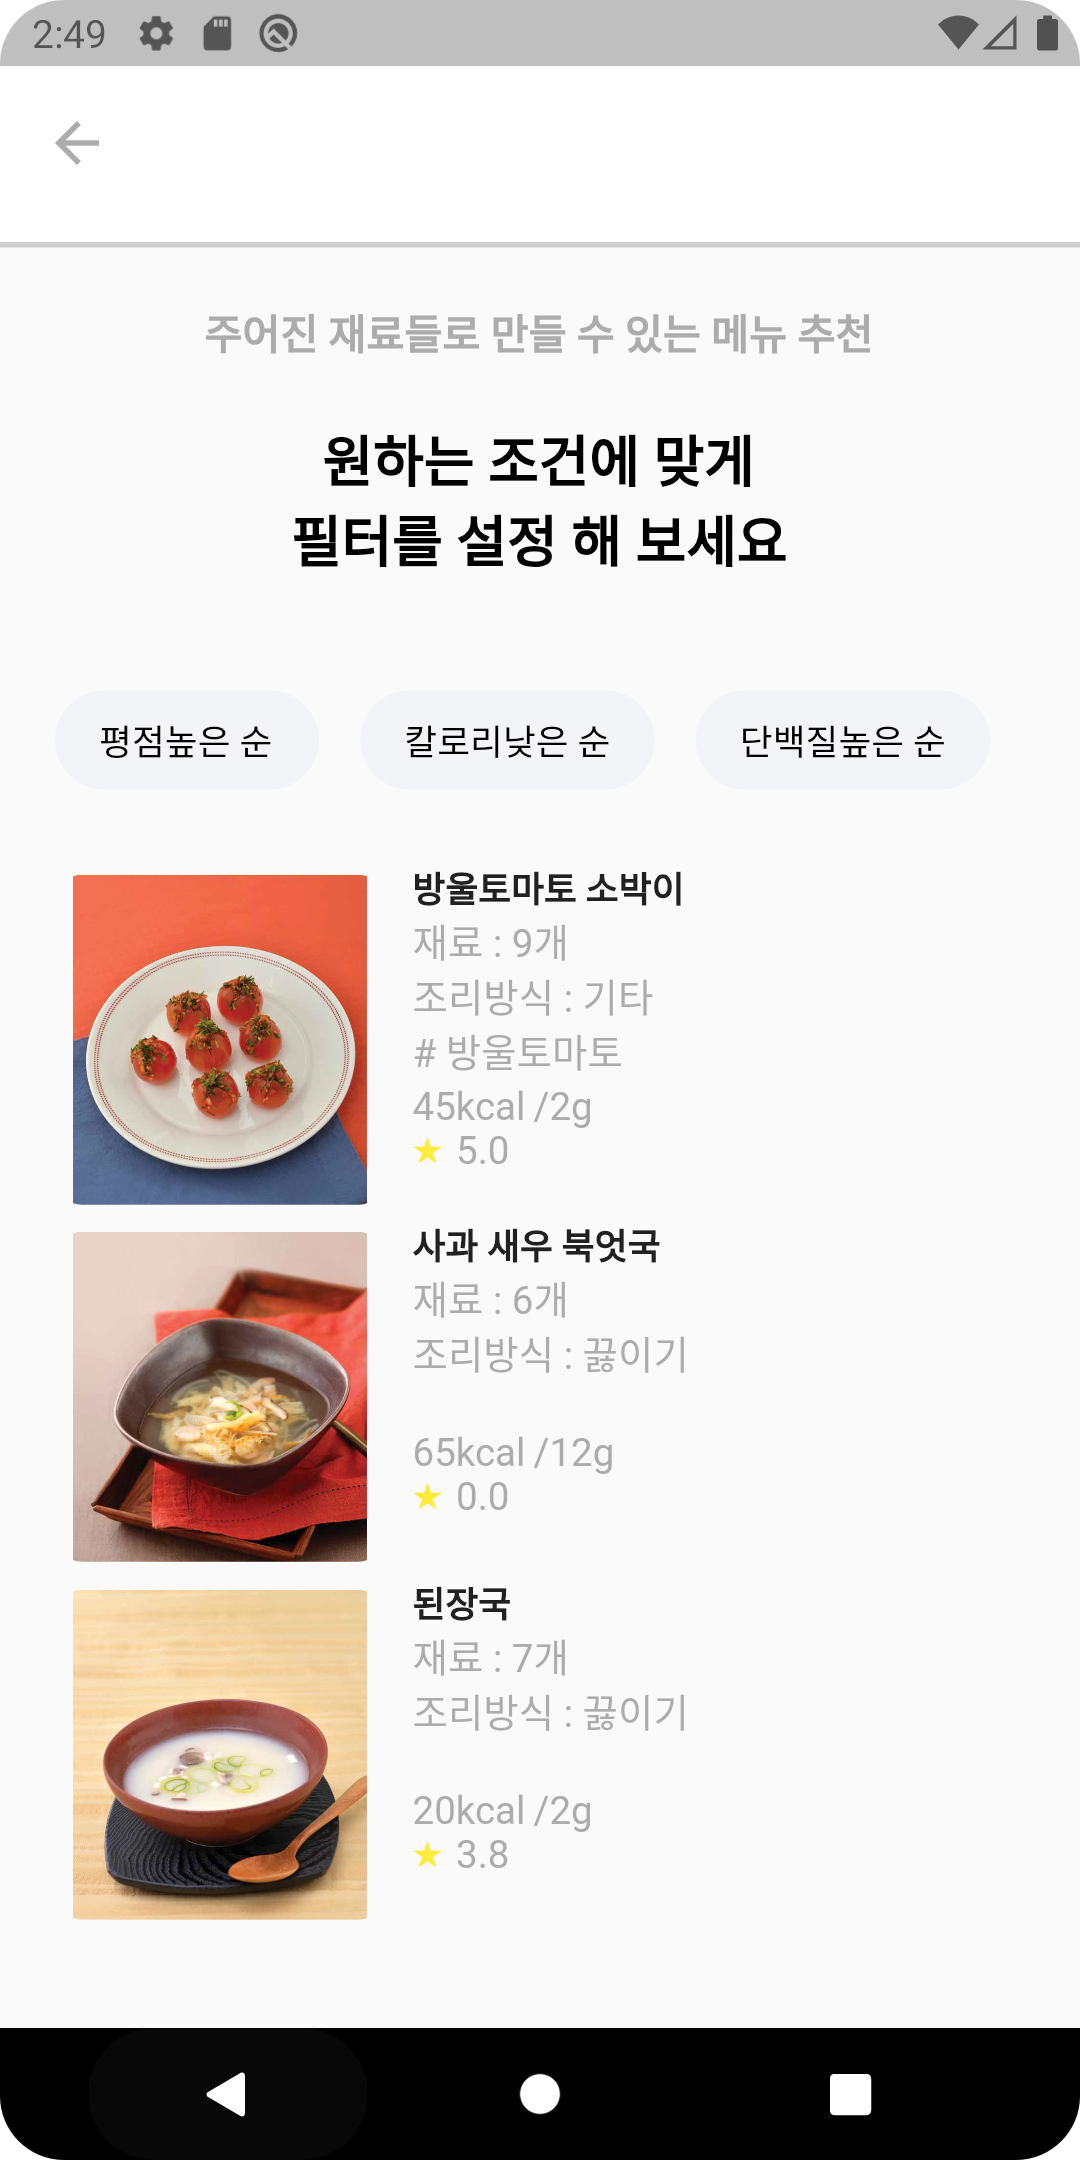 2:49
주어진 재료들로 만들 수 있는 메뉴 추천
원하는 조건에 맞게
필터를 설정 해 보세요
평점높은 순
칼로리낮은 순
단백질높은 순
방울토마토 소박이
재료 : 9개
조리방식 : 기타
# 방울토마토
45kcal /2g
★ 5.0
사과 새우 북엇국
재료 : 6개
조리방식 : 끓이기
65kcal /12g
★ 0.0
된장국
재료 : 7개
조리방식 : 끓이기
20kcal /2g
★ 3.8